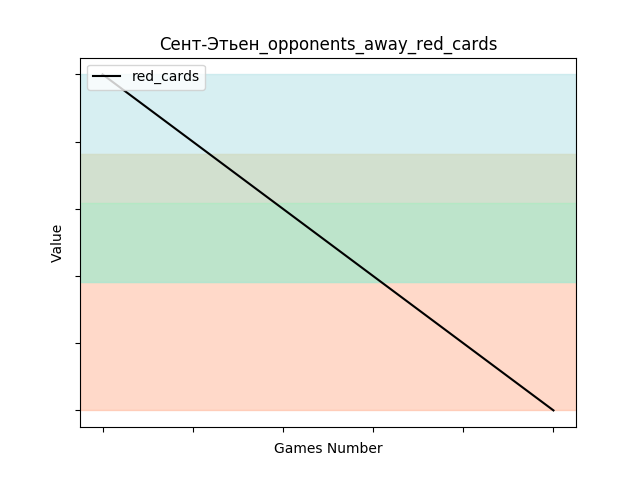 Сент-Этьен_opponents_away_red_cards
red_cards
Value
Games Number